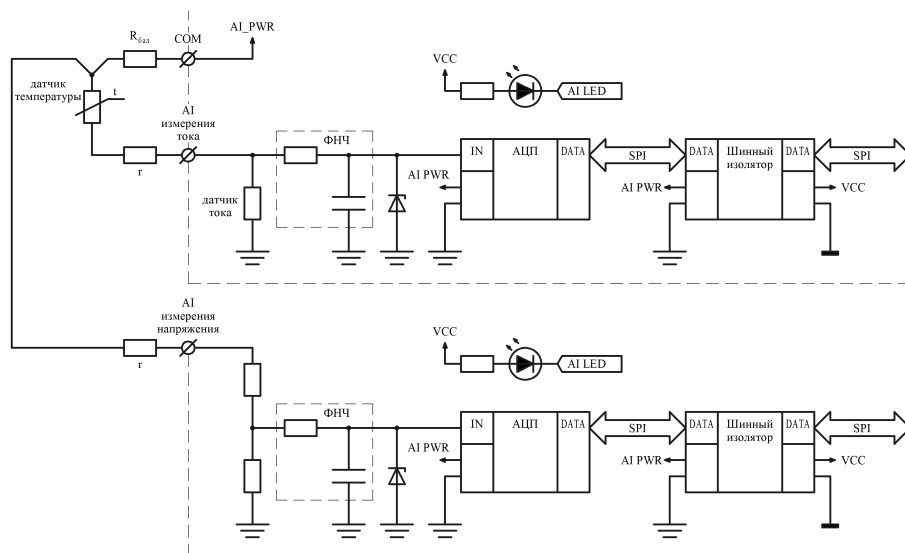 AI_PWR
Rбал
COM
VCC
датчик
температуры
t
AI LED
AI
измерения
тока
ФНЧ
IN
АЦП
DATA
SPI
DATA
Шинный
изолятор
DATA
SPI
r
AI PWR
AI PWR
VCC
датчик
тока
AI
измерения
напряжения
VCC
r
AI LED
ФНЧ
IN
АЦП
DATA
SPI
DATA
Шинный
изолятор
DATA
SPI
AI PWR
AI PWR
VCC